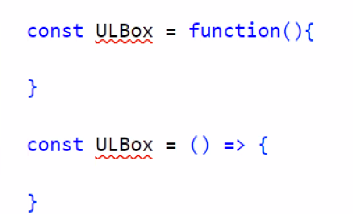 const ULBox = function(){
}
const ULBox = () => {
}